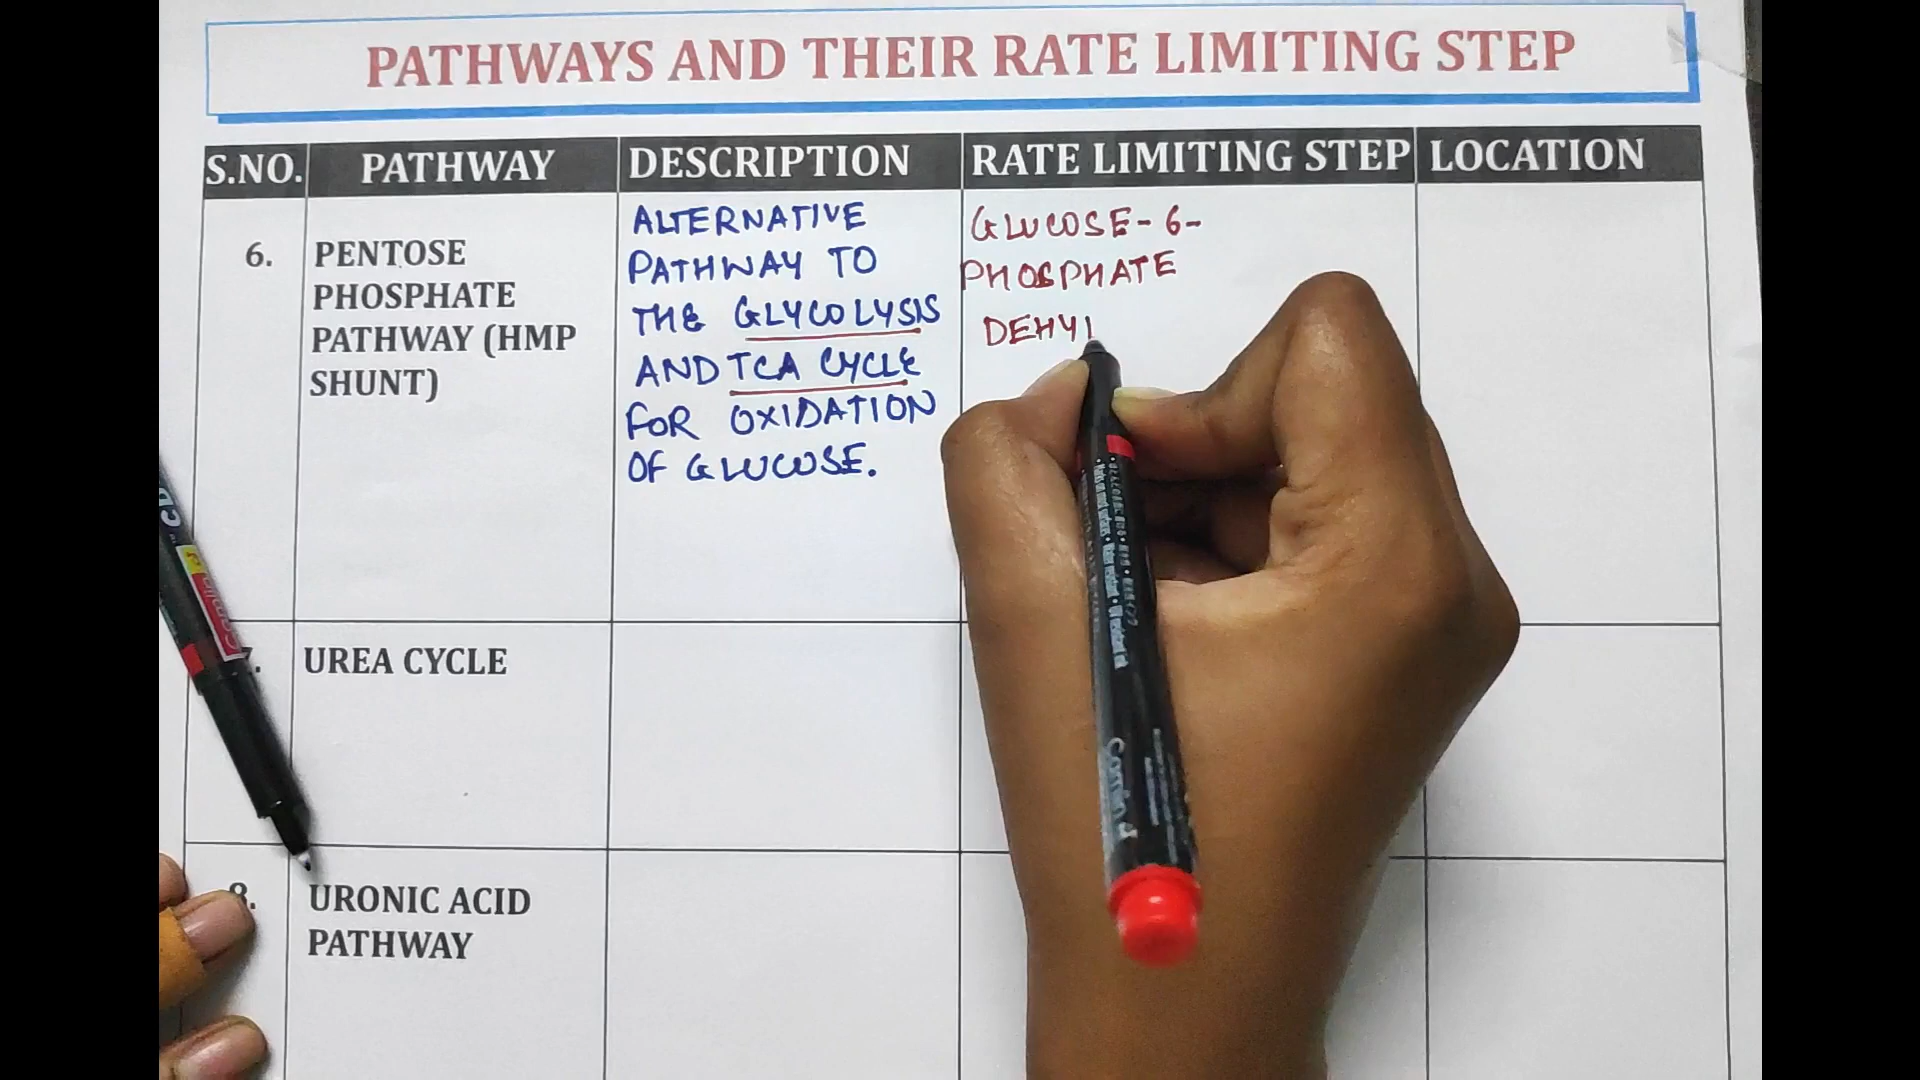 PATHWAYS AND THEIR RATE LIMITING STEP
S.NO. PATHWAY DESCRIPTION RATE LIMITING STEP LOCATION
6.
PENTOSE
PHOSPHATE
PATHWAY (HMP
SHUNT)
ALTERNATIVE
PATHWAY TO
THE GLYCOLYSIS
AND TCA CYCLE
FOR OXIDATION
OF GLUCOSE.
GLUCOSE-6-
PHOSPHATE
DEHY
UREA CYCLE
8.
URONIC ACID
PATHWAY
Camlin